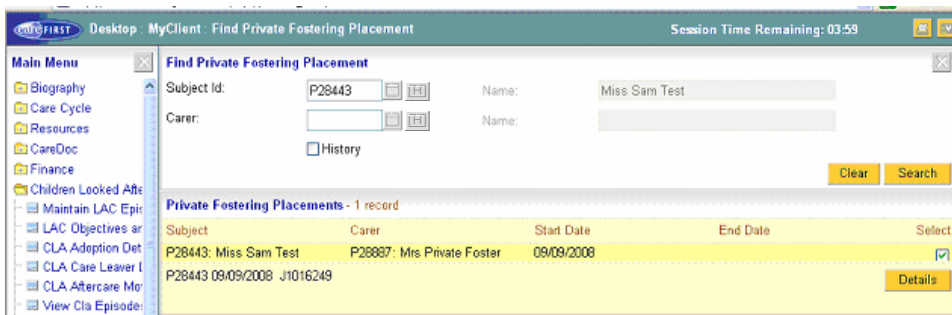 careFIRST Desktop : MyClient : Find Private Fostering Placement Session Time Remaining: 03:59
Main Menu
Biography
Care Cycle
Resources
CareDoc
Finance
Children Looked Afte
Maintain LAC Epis
LAC Objectives ar
CLA Adoption Det
CLA Care Leaver
CLA Aftercare Mo
View Cla Episode
Find Private Fostering Placement
Subject Id: P28443 H Name: Miss Sam Test
Carer: H Name:
History
Clear Search
Private Fostering Placements - 1 record
Subject Carer Start Date End Date Select
P28443: Miss Sam Test P28887: Mrs Private Foster 09/09/2008
P28443 09/09/2008 J1016249
Details